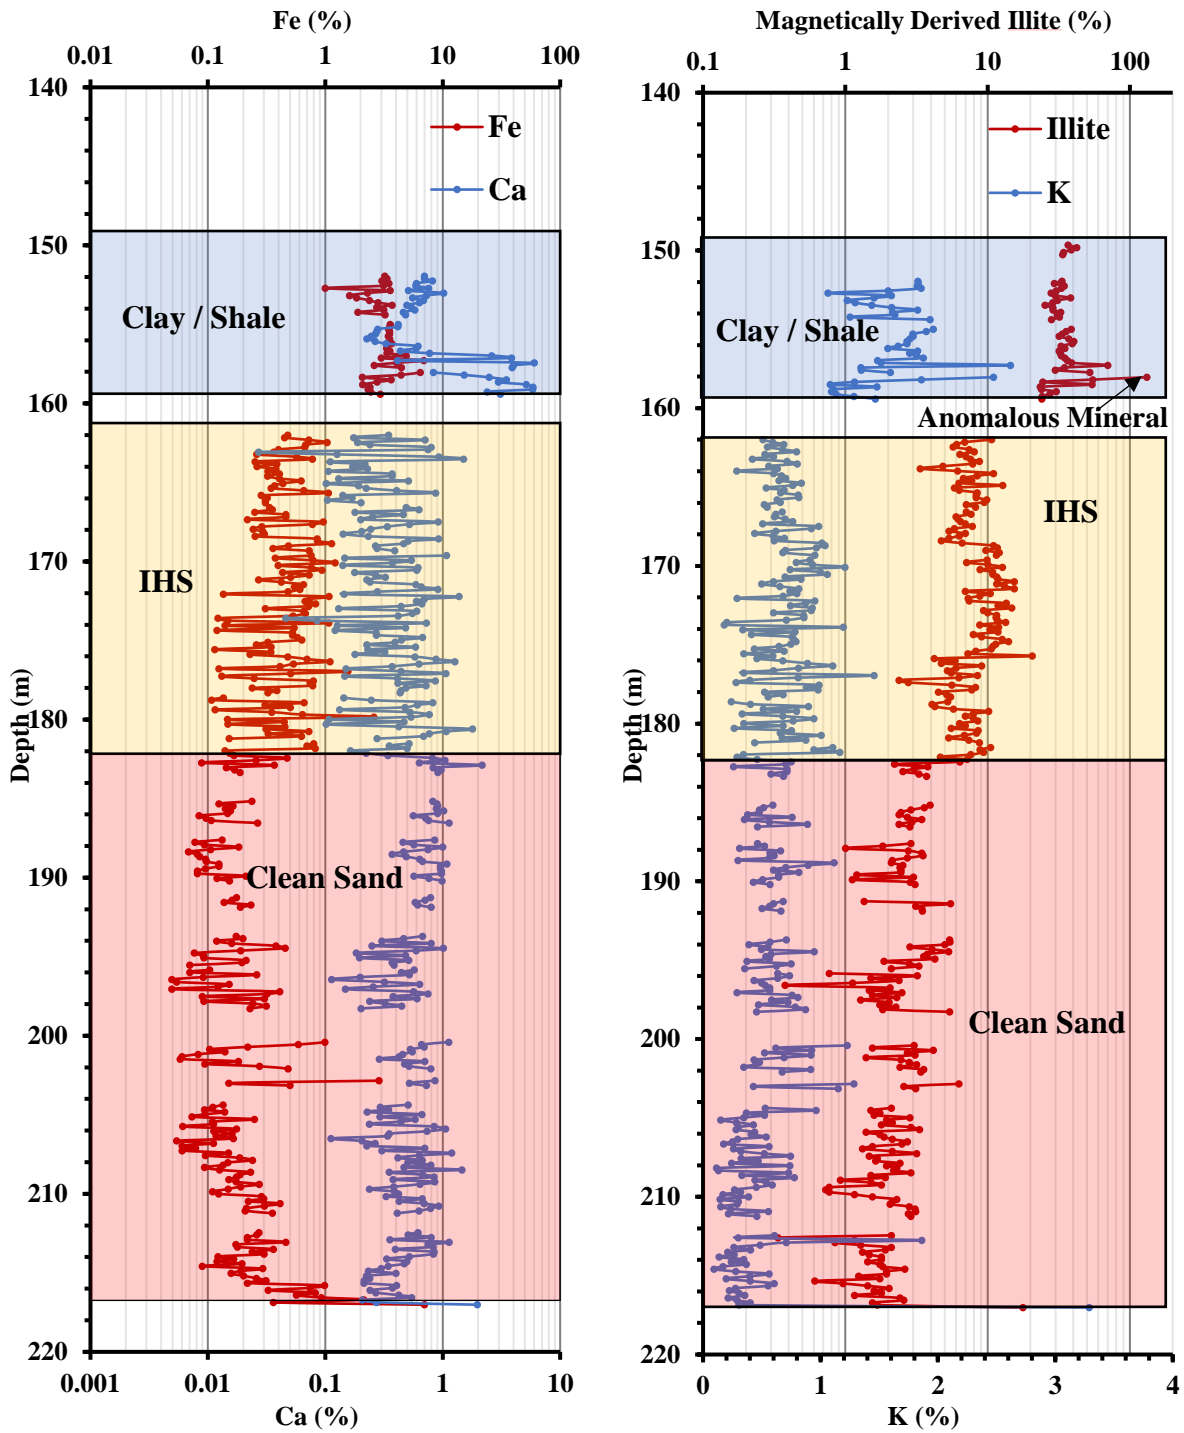 Fe (%)
0.01 0.1 1 10 100
140
150
160
170
180
190
200
210
220
Depth (m)
Fe
Ca
Clay / Shale
IHS
Clean Sand
0.001 0.01 0.1 1 10
Ca (%)
Magnetically Derived Illite (%)
0.1 1 10 100
140
150
160
170
180
190
200
210
220
Depth (m)
Illite
K
Clay / Shale
Anomalous Mineral
IHS
Clean Sand
0 1 2 3 4
K (%)